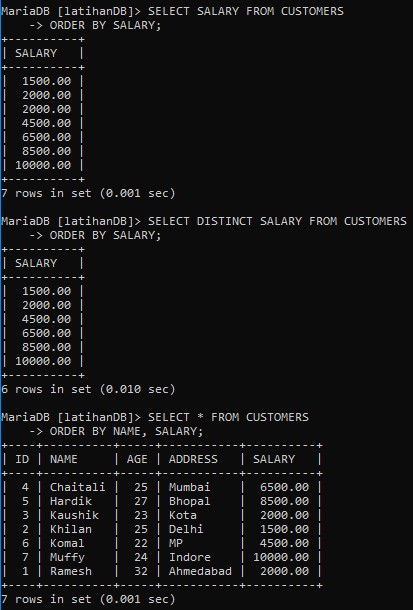 MariaDB [latihanDB]> SELECT SALARY FROM CUSTOMERS
    -> ORDER BY SALARY;
+----------+
| SALARY   |
+----------+
|  1500.00 |
|  2000.00 |
|  2000.00 |
|  4500.00 |
|  6500.00 |
|  8500.00 |
| 10000.00 |
+----------+
7 rows in set (0.001 sec)

MariaDB [latihanDB]> SELECT DISTINCT SALARY FROM CUSTOMERS
    -> ORDER BY SALARY;
+----------+
| SALARY   |
+----------+
|  1500.00 |
|  2000.00 |
|  4500.00 |
|  6500.00 |
|  8500.00 |
| 10000.00 |
+----------+
6 rows in set (0.010 sec)

MariaDB [latihanDB]> SELECT * FROM CUSTOMERS
    -> ORDER BY NAME, SALARY;
+----+----------+-----+-----------+----------+
| ID | NAME     | AGE | ADDRESS   | SALARY   |
+----+----------+-----+-----------+----------+
|  4 | Chaitali |  25 | Mumbai    |  6500.00 |
|  5 | Hardik   |  27 | Bhopal    |  8500.00 |
|  3 | Kaushik  |  23 | Kota      |  2000.00 |
|  2 | Khilan   |  25 | Delhi     |  1500.00 |
|  6 | Komal    |  22 | MP        |  4500.00 |
|  7 | Muffy    |  24 | Indore    | 10000.00 |
|  1 | Ramesh   |  32 | Ahmedabad |  2000.00 |
+----+----------+-----+-----------+----------+
7 rows in set (0.001 sec)